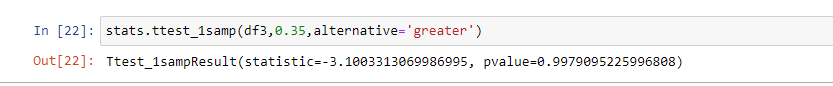 In [22]: stats.ttest_1samp(df3,0.35,alternative='greater')
Out[22]: Ttest_1sampResult(statistic=-3.1003313069986995, pvalue=0.9979095225996808)